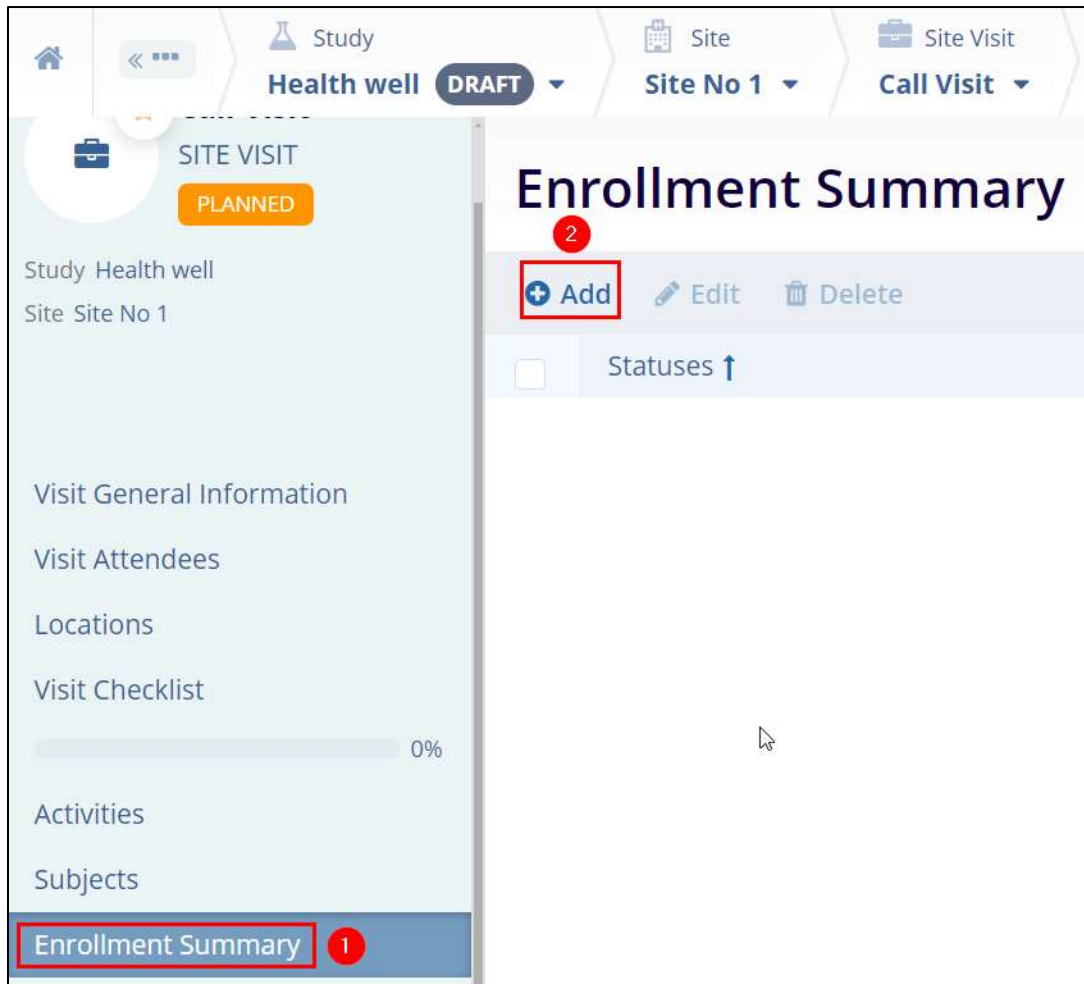 Study
Health well DRAFT
Site
Site No 1
Site Visit
Call Visit
SITE VISIT
PLANNED
Study Health well
Site Site No 1
Visit General Information
Visit Attendees
Locations
Visit Checklist
0%
Activities
Subjects
Enrollment Summary 1
Enrollment Summary
2
Add Edit Delete
Statuses